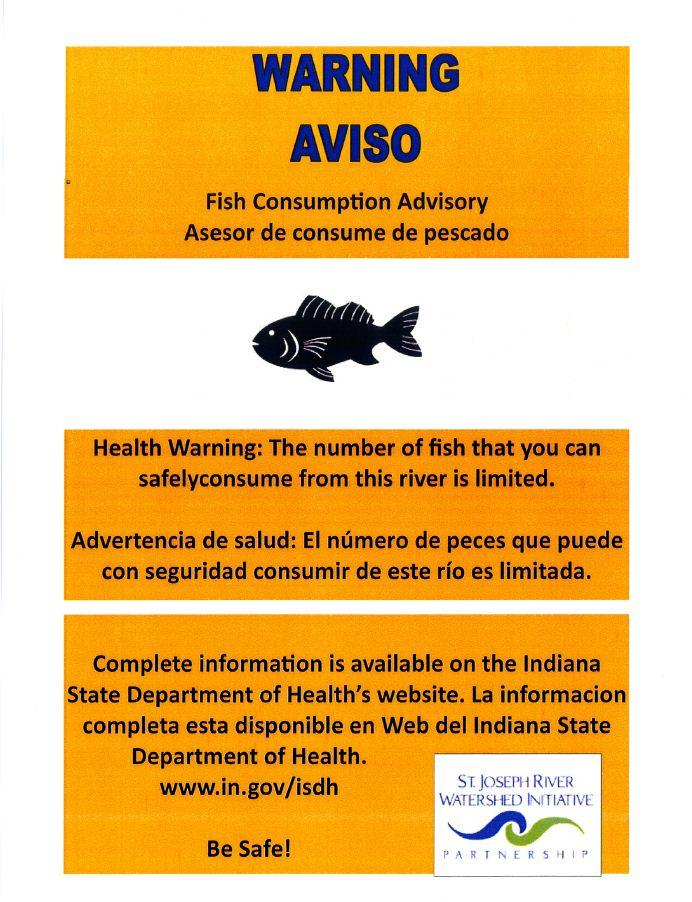 WARNING
AVISO
Fish Consumption Advisory
Asesor de consume de pescado
Health Warning: The number of fish that you can
safelyconsume from this river is limited.
Advertencia de salud: El número de peces que puede
con seguridad consumir de este río es limitada.
Complete information is available on the Indiana
State Department of Health's website. La informacion
completa esta disponible en Web del Indiana State
Department of Health.
www.in.gov/isdh
Be Safe!
ST. JOSEPH RIVER
WATERSHED INITIATIVE
PARTNERSHIP